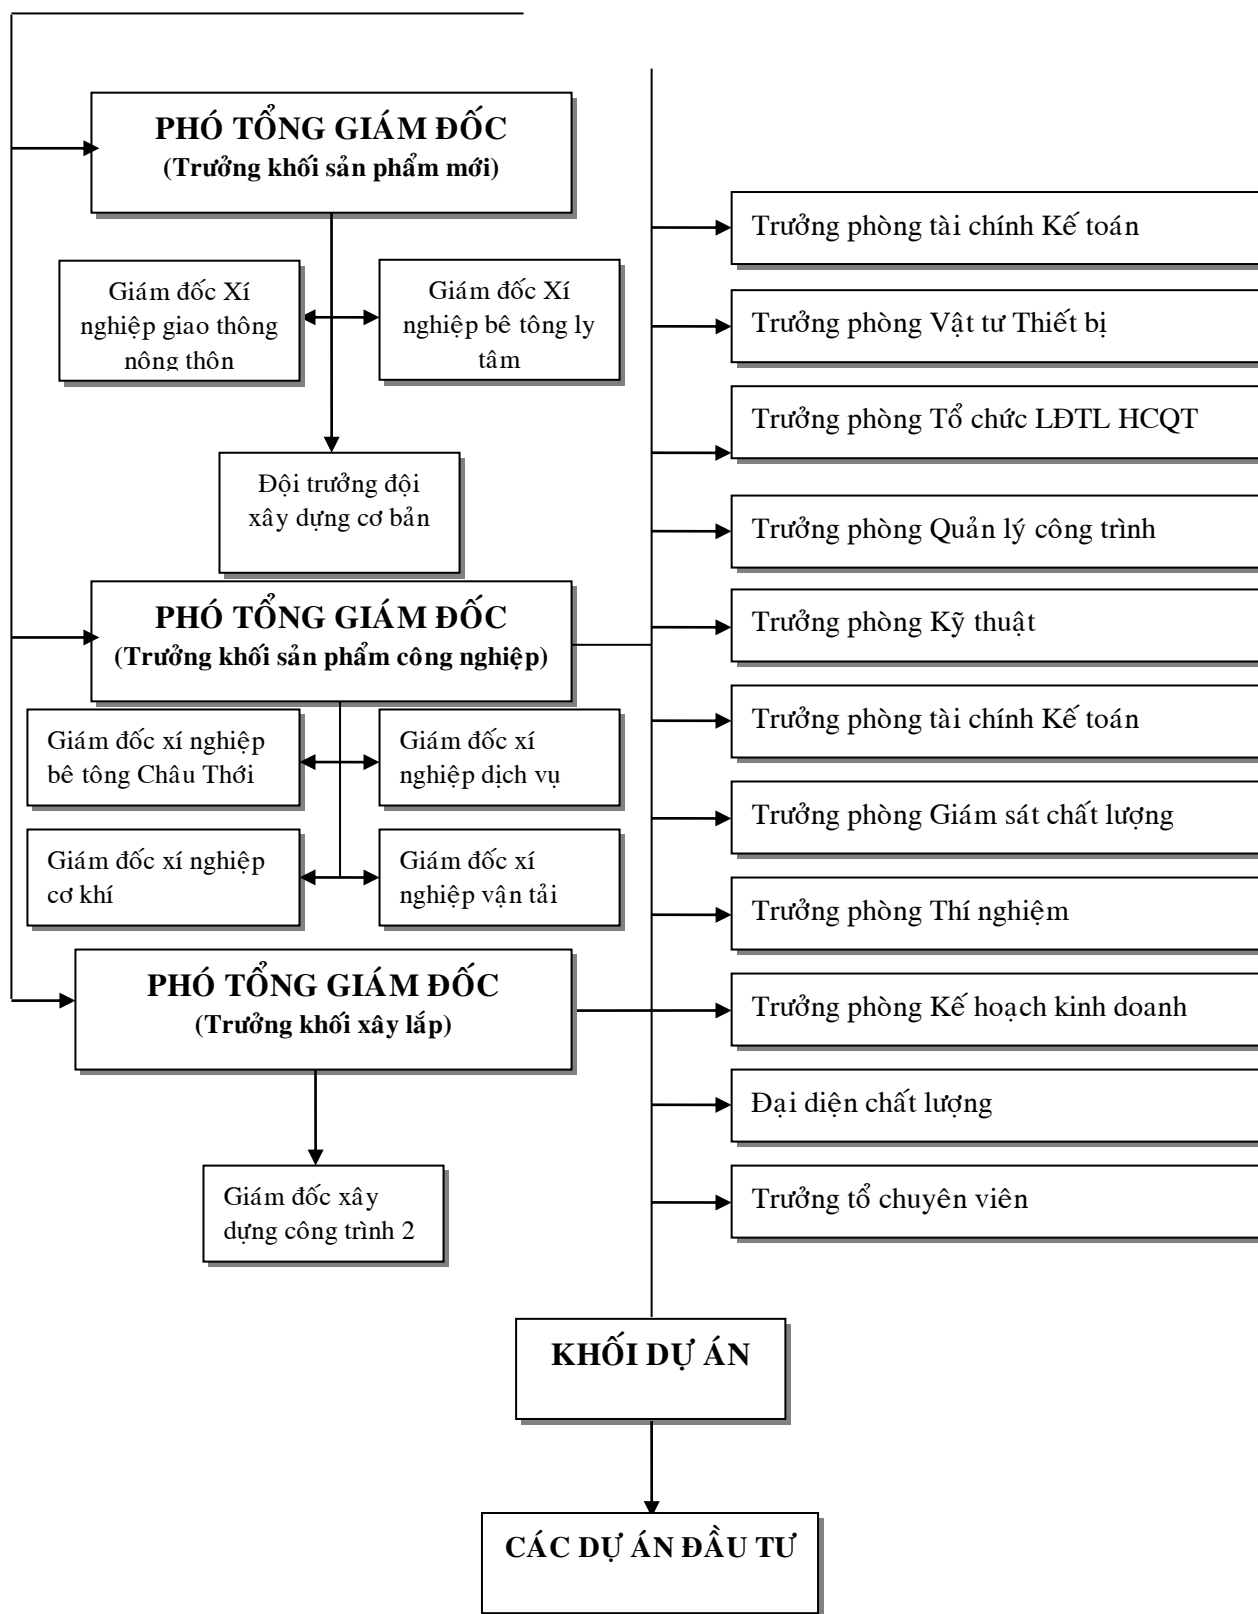 PHÓ TỔNG GIÁM ĐỐC
(Trưởng khối sản phẩm mới)
Giám đốc Xí
nghiệp giao thông
nông thôn
Giám đốc Xí
nghiệp bê tông ly
tâm
Đội trưởng đội
xây dựng cơ bản
PHÓ TỔNG GIÁM ĐỐC
(Trưởng khối sản phẩm công nghiệp)
Giám đốc xí nghiệp
bê tông Châu Thới
Giám đốc xí
nghiệp dịch vụ
Giám đốc xí nghiệp
cơ khí
Giám đốc xí
nghiệp vận tải
PHÓ TỔNG GIÁM ĐỐC
(Trưởng khối xây lắp)
Giám đốc xây
dựng công trình 2
Trưởng phòng tài chính Kế toán
Trưởng phòng Vật tư Thiết bị
Trưởng phòng Tổ chức LĐTL HCQT
Trưởng phòng Quản lý công trình
Trưởng phòng Kỹ thuật
Trưởng phòng tài chính Kế toán
Trưởng phòng Giám sát chất lượng
Trưởng phòng Thí nghiệm
Trưởng phòng Kế hoạch kinh doanh
Đại diện chất lượng
Trưởng tổ chuyên viên
KHỐI DỰ ÁN
CÁC DỰ ÁN ĐẦU TƯ